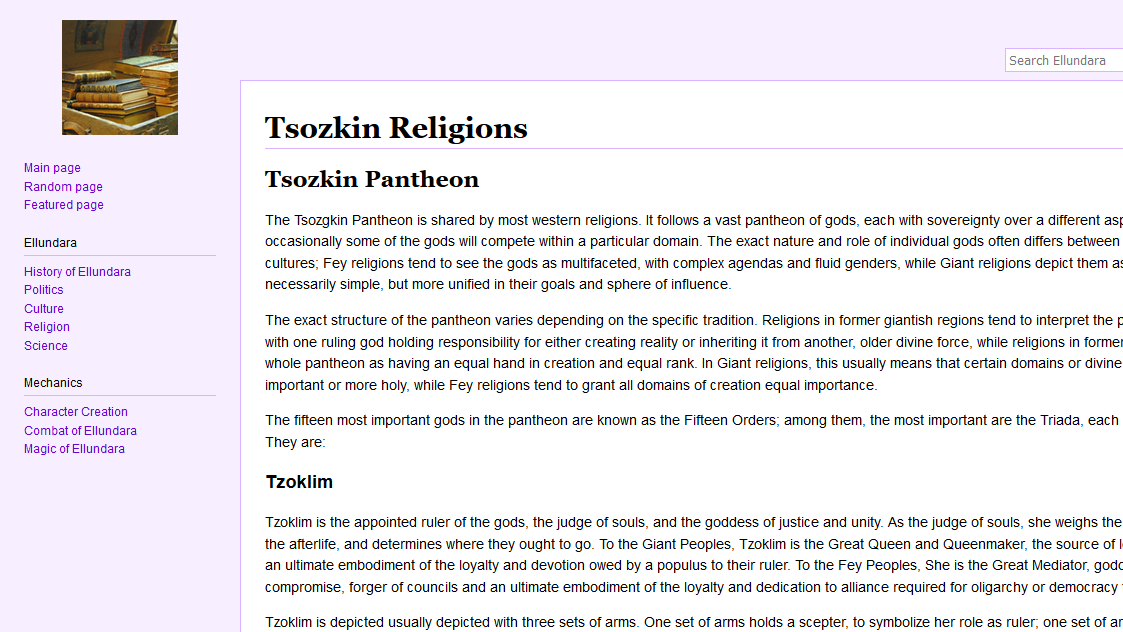 Search Ellundara
Tsozkin Religions
Main page
Random page
Featured page
Ellundara
History of Ellundara
Politics
Culture
Religion
Science
Mechanics
Character Creation
Combat of Ellundara
Magic of Ellundara
Tsozkin Pantheon
The Tsozgkin Pantheon is shared by most western religions. It follows a vast pantheon of gods, each with sovereignty over a different
occasionally some of the gods will compete within a particular domain. The exact nature and role of individual gods often differs between
cultures; Fey religions tend to see the gods as multifaceted, with complex agendas and fluid genders, while Giant religions depict them as
necessarily simple, but more unified in their goals and sphere of influence.
The exact structure of the pantheon varies depending on the specific tradition. Religions in former giantish regions tend to interpret the
with one ruling god holding responsibility for either creating reality or inheriting it from another, older divine force, while religions in former
whole pantheon as having an equal hand in creation and equal rank. In Giant religions, this usually means that certain domains or divine
important or more holy, while Fey religions tend to grant all domains of creation equal importance.
The fifteen most important gods in the pantheon are known as the Fifteen Orders; among them, the most important are the Triada, each
They are:
Tzoklim
Tzoklim is the appointed ruler of the gods, the judge of souls, and the goddess of justice and unity. As the judge of souls, she weighs the
the afterlife, and determines where they ought to go. To the Giant Peoples, Tzoklim is the Great Queen and Queenmaker, the source of
an ultimate embodiment of the loyalty and devotion owed by a populus to their ruler. To the Fey Peoples, She is the Great Mediator,
compromise, forger of councils and an ultimate embodiment of the loyalty and dedication to alliance required for oligarchy or democracy
Tzoklim is depicted usually depicted with three sets of arms. One set of arms holds a scepter, to symbolize her role as ruler; one set of